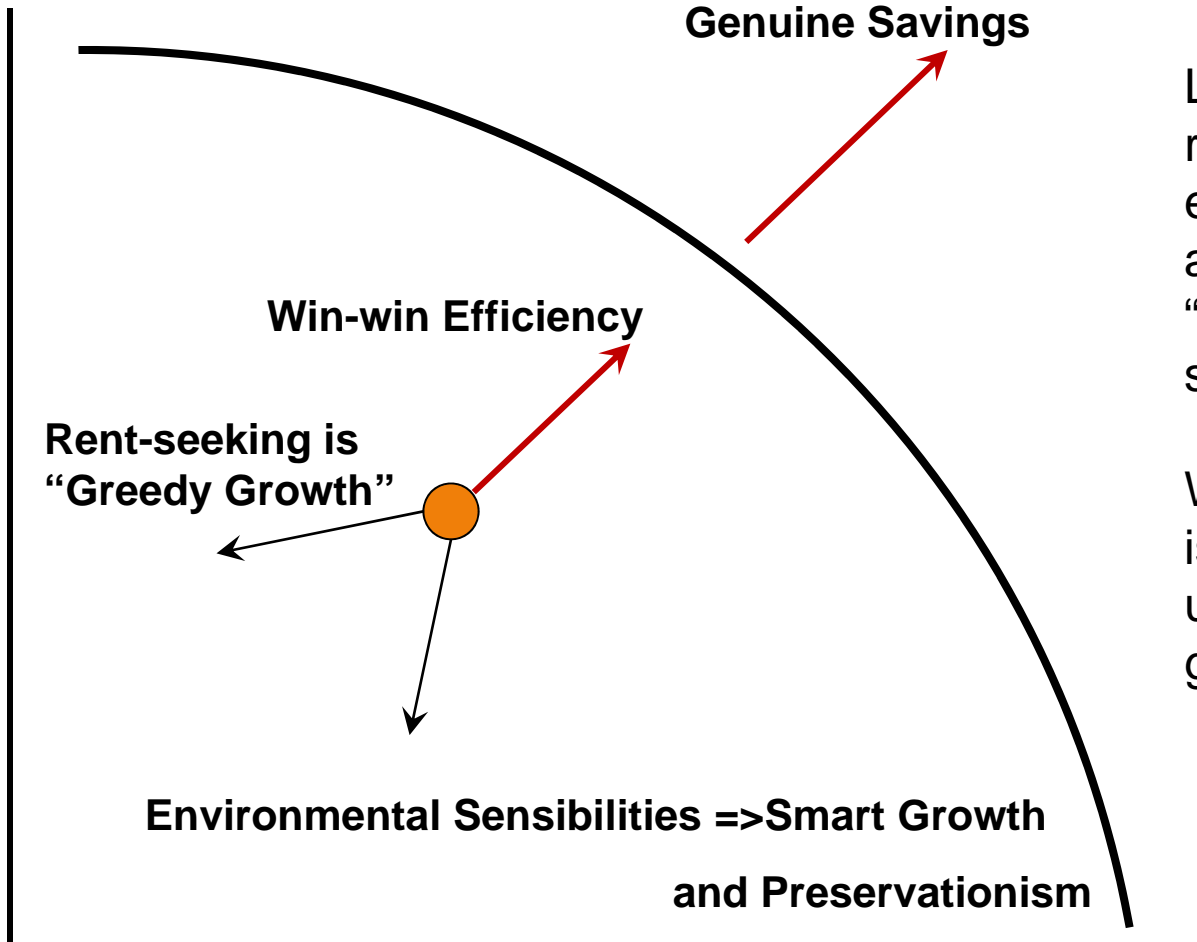 Genuine Savings
Win-win Efficiency
Rent-seeking is
“Greedy Growth”
Environmental Sensibilities =>Smart Growth
and Preservationism